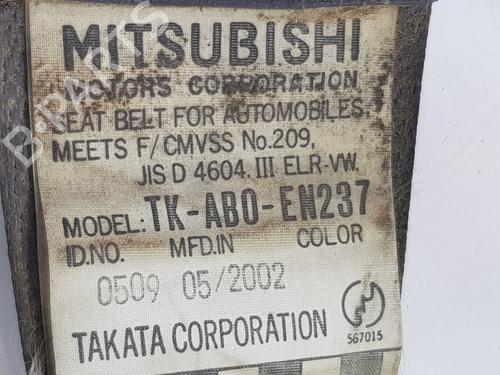 MITSUBISHI
MOTORS CORPORATION
SEAT BELT FOR AUTOMOBILES.
MEETS F/CMVSS No.209,
JIS D 4604.III ELR-VW.
MODEL: TK-AB0-EN237
ID.NO. MFD.IN COLOR
0509 05/2002
TAKATA CORPORATION
567015
B-PARTS